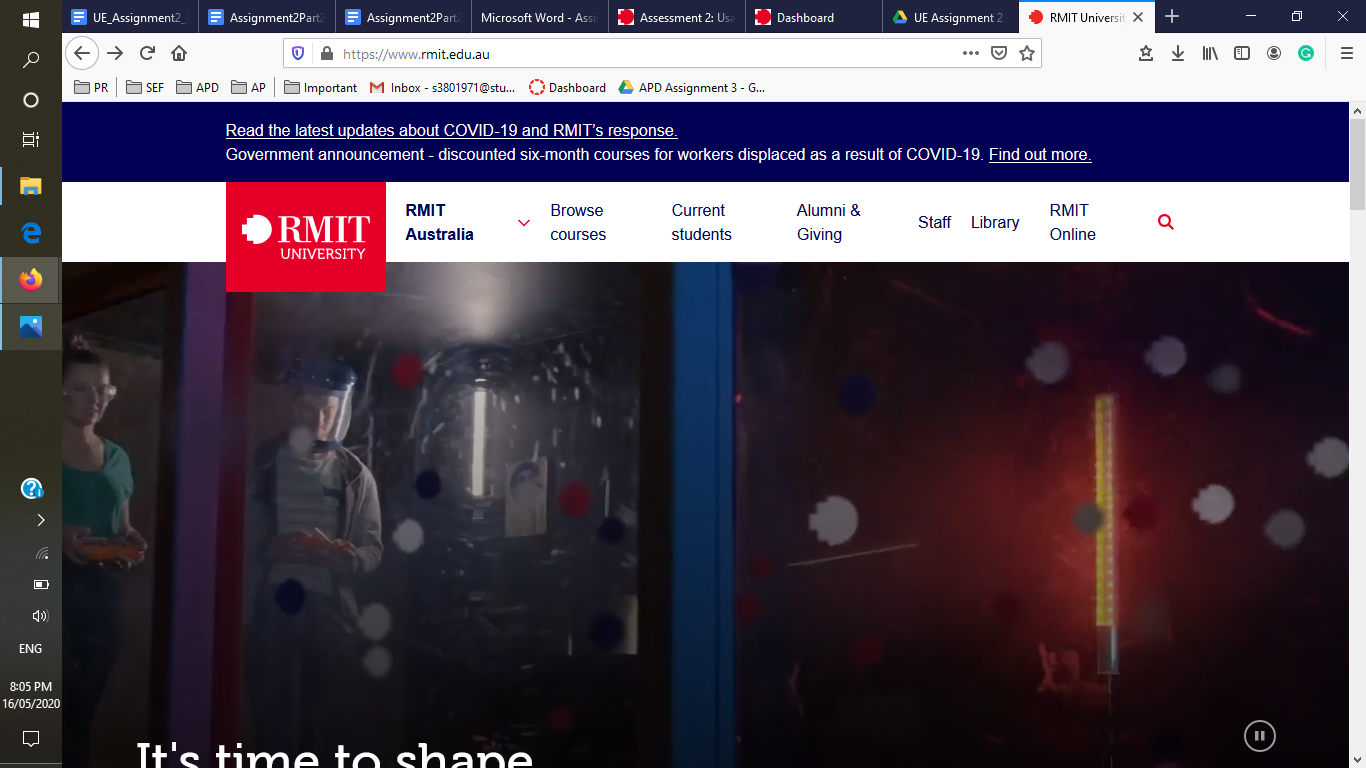 UE_Assignment2_
Assignment2Part
Assignment2Part
Microsoft Word - Assi
Assessment 2: Usa
Dashboard
UE Assignment 2
RMIT Universit
https://www.rmit.edu.au
PR
SEF
APD
AP
Important
Inbox - s3801971@stu...
Dashboard
APD Assignment 3 - G...
Read the latest updates about COVID-19 and RMIT's response.
Government announcement - discounted six-month courses for workers displaced as a result of COVID-19. Find out more.
RMIT
UNIVERSITY
RMIT
Australia
Browse
courses
Current
students
Alumni &
Giving
Staff
Library
RMIT
Online
It's time to shape
ENG
8:05 PM
16/05/2020